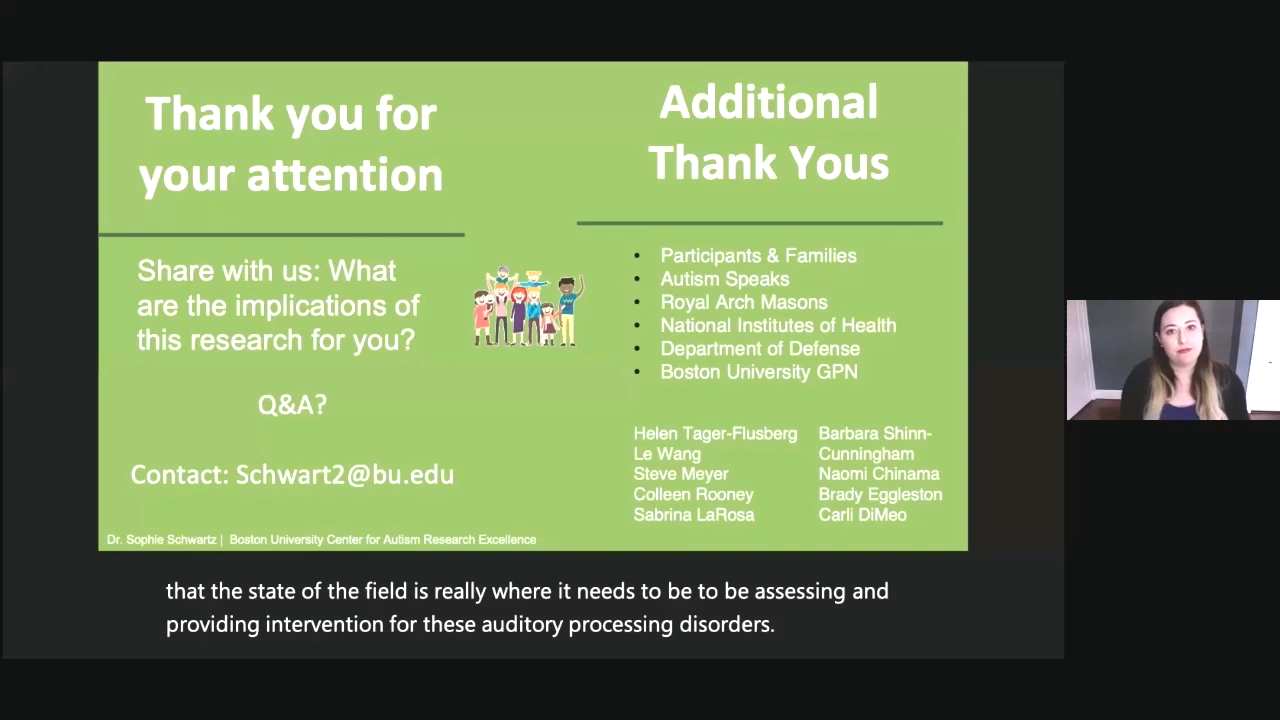 Thank you for
your attention
Share with us: What
are the implications of
this research for you?
Q&A?
Contact: Schwart2@bu.edu
Dr. Sophie Schwartz | Boston University Center for Autism Research Excellence
Additional
Thank Yous
• Participants & Families
• Autism Speaks
• Royal Arch Masons
• National Institutes of Health
• Department of Defense
• Boston University GPN
Helen Tager-Flusberg
Le Wang
Steve Meyer
Colleen Rooney
Sabrina LaRosa
Barbara Shinn-
Cunningham
Naomi Chinama
Brady Eggleston
Carli DiMeo
that the state of the field is really where it needs to be to be assessing and
providing intervention for these auditory processing disorders.